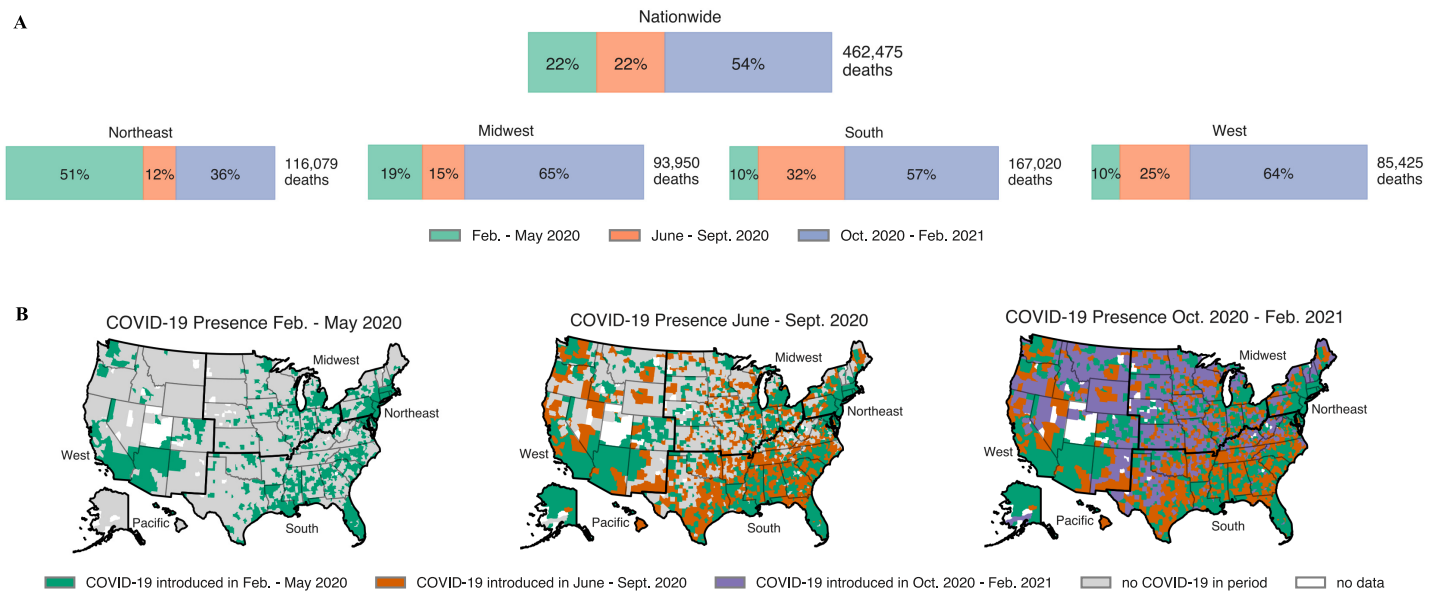 A
Nationwide
22%
22%
54%
462,475
deaths
Northeast
51%
12%
36%
116,079
deaths
Midwest
19%
15%
65%
93,950
deaths
South
10%
32%
57%
167,020
deaths
West
10%
25%
64%
85,425
deaths
Feb. - May 2020
June - Sept. 2020
Oct. 2020 - Feb. 2021
B
COVID-19 Presence Feb. - May 2020
Midwest
Northeast
West
Pacific
South
COVID-19 Presence June - Sept. 2020
Midwest
Northeast
West
Pacific
South
COVID-19 Presence Oct. 2020 - Feb. 2021
Midwest
Northeast
West
Pacific
South
COVID-19 introduced in Feb. - May 2020
COVID-19 introduced in June - Sept. 2020
COVID-19 introduced in Oct. 2020 - Feb. 2021
no COVID-19 in period
no data